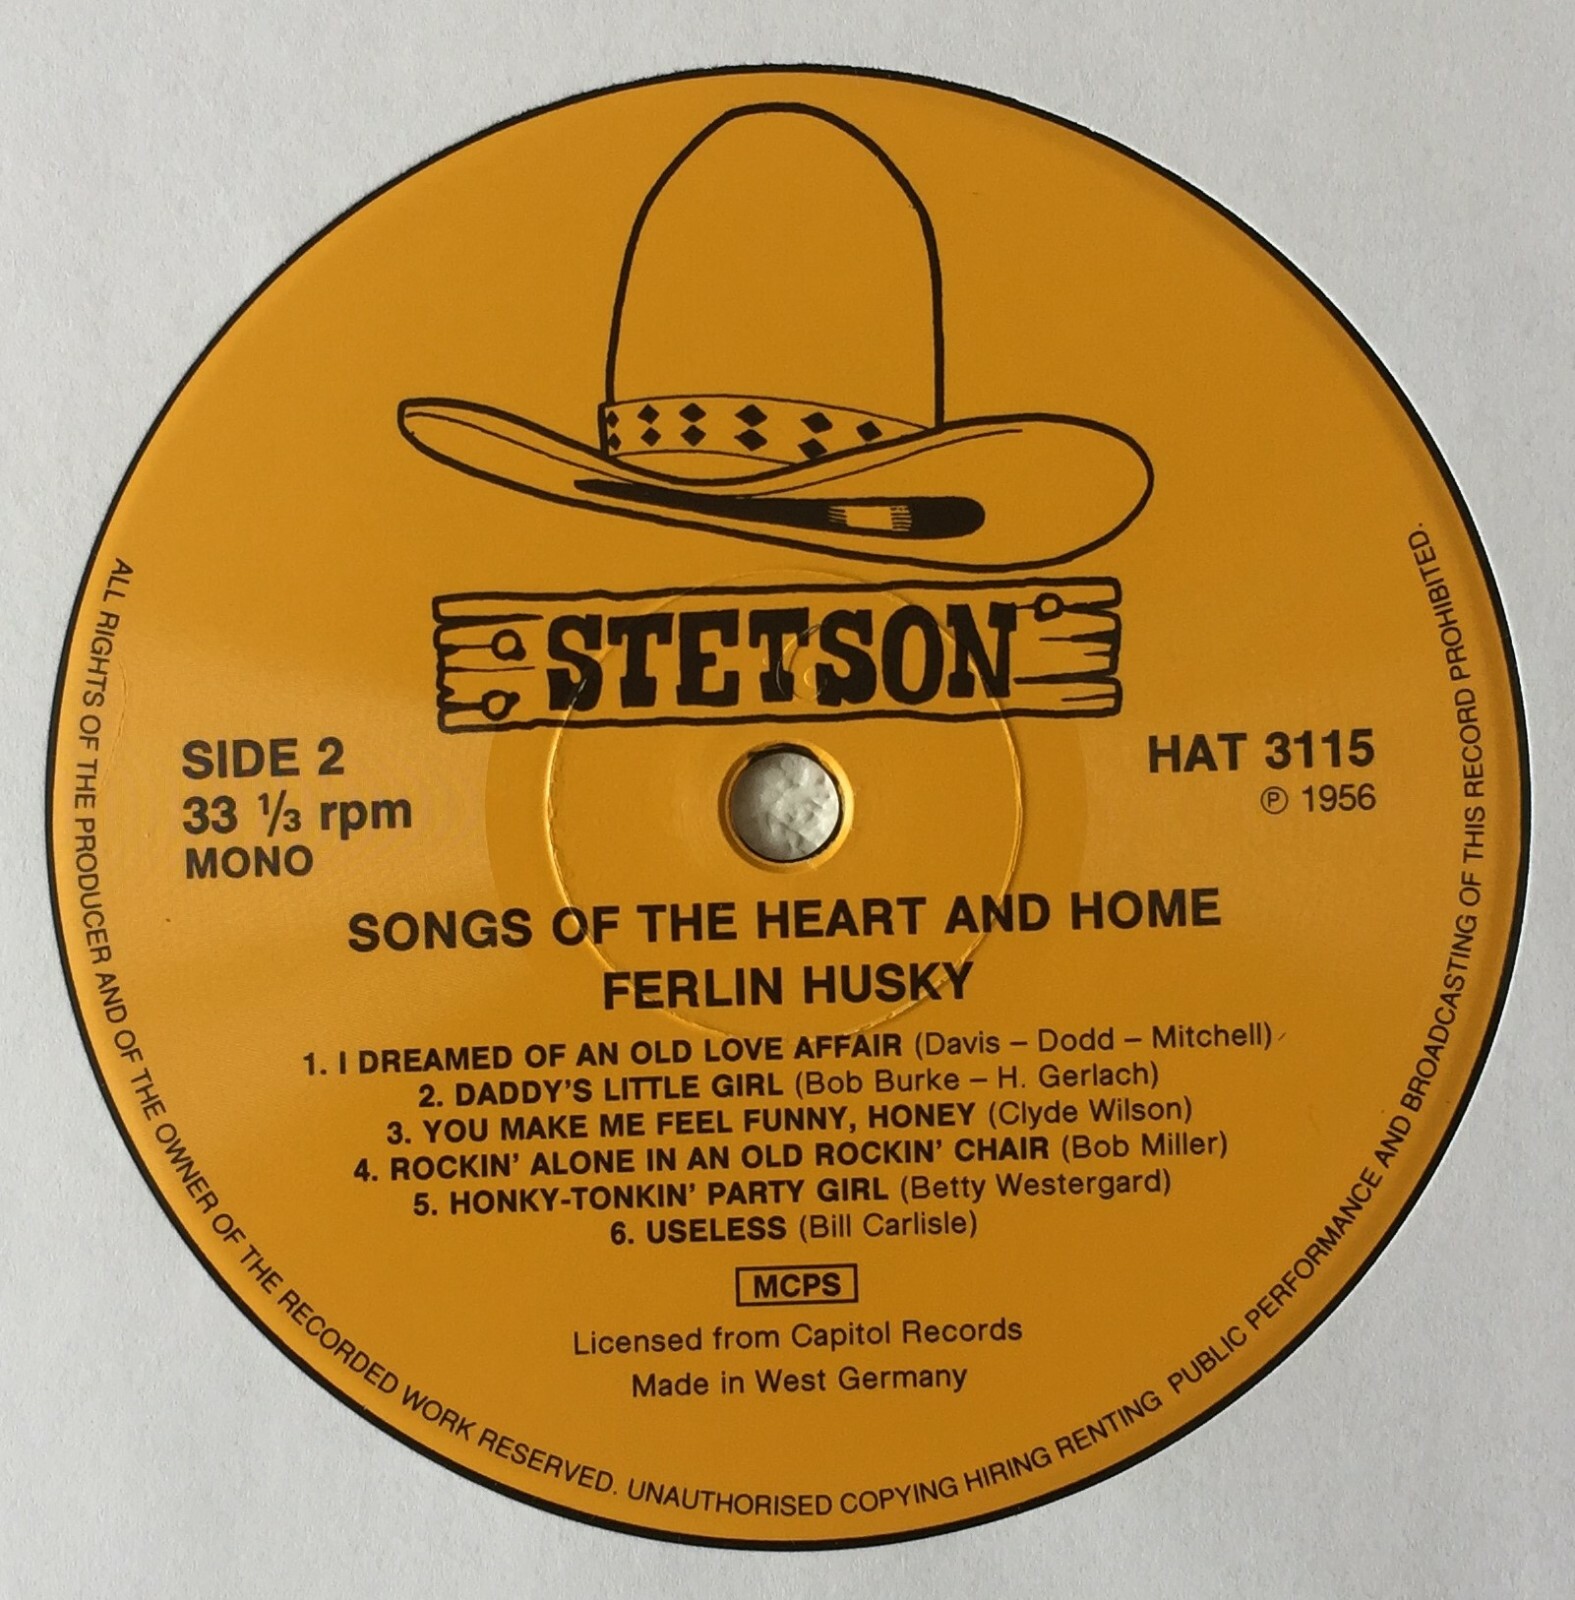 STETSON
SIDE 2
33 1/3 rpm
MONO
HAT 3115
Ⓟ 1956
SONGS OF THE HEART AND HOME
FERLIN HUSKY
1. I DREAMED OF AN OLD LOVE AFFAIR (Davis – Dodd – Mitchell)
2. DADDY'S LITTLE GIRL (Bob Burke – H. Gerlach)
3. YOU MAKE ME FEEL FUNNY, HONEY (Clyde Wilson)
4. ROCKIN' ALONE IN AN OLD ROCKIN' CHAIR (Bob Miller)
5. HONKY-TONKIN' PARTY GIRL (Betty Westergard)
6. USELESS (Bill Carlisle)
MCPS
Licensed from Capitol Records
Made in West Germany
ALL RIGHTS OF THE PRODUCER AND OF THE OWNER OF THE RECORDED WORK RESERVED. UNAUTHORISED COPYING HIRING RENTING PUBLIC PERFORMANCE AND BROADCASTING OF THIS RECORD PROHIBITED.